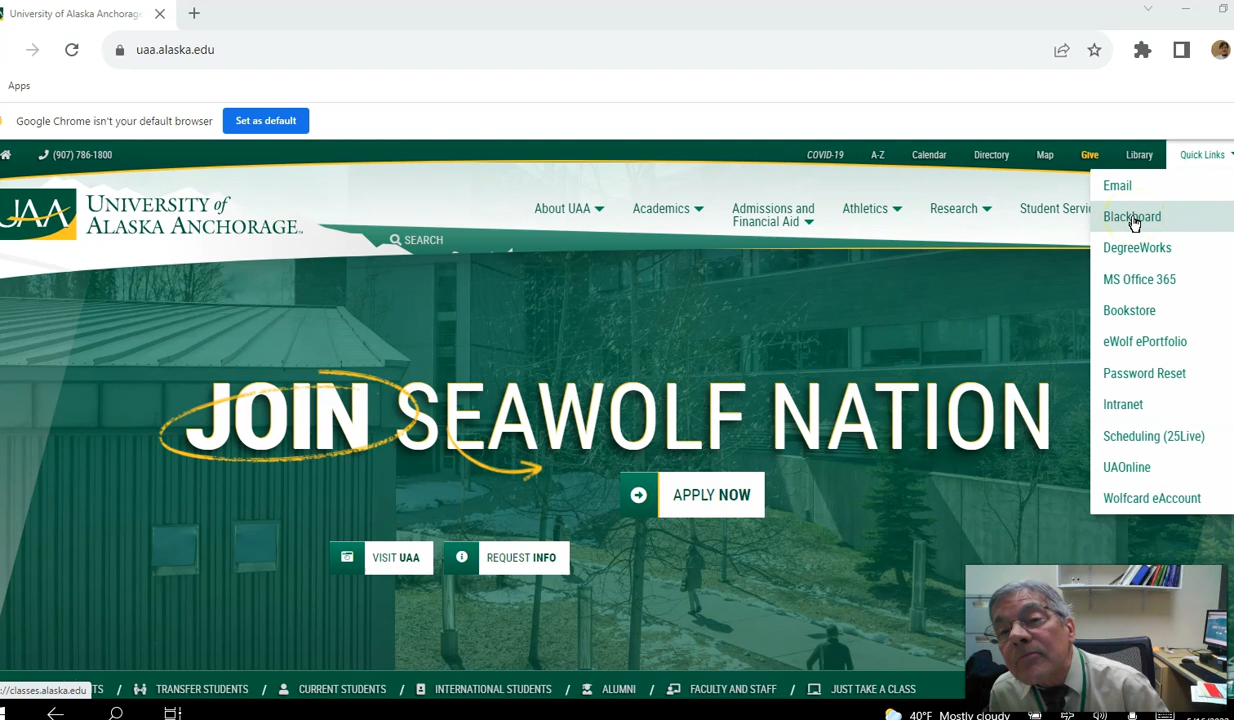 University of Alaska Anchorage
uaa.alaska.edu
Apps
Google Chrome isn't your default browser
Set as default
(907) 786-1800
COVID-19
A-Z
Calendar
Directory
Map
Give
Library
Quick Links
UAA
UNIVERSITY of
ALASKA ANCHORAGE.
About UAA
Academics
Admissions and
Financial Aid
Athletics
Research
Student
SEARCH
Email
Blackboard
DegreeWorks
MS Office 365
Bookstore
eWolf ePortfolio
Password Reset
Intranet
Scheduling (25Live)
UAOnline
Wolfcard eAccount
JOIN SEAWOLF NATION
APPLY NOW
VISIT UAA
REQUEST INFO
://classes.alaska.edu
/ TRANSFER STUDENTS / CURRENT STUDENTS / INTERNATIONAL STUDENTS / ALUMNI / FACULTY AND STAFF / JUST TAKE A CLASS
40°F Mostly cloudy